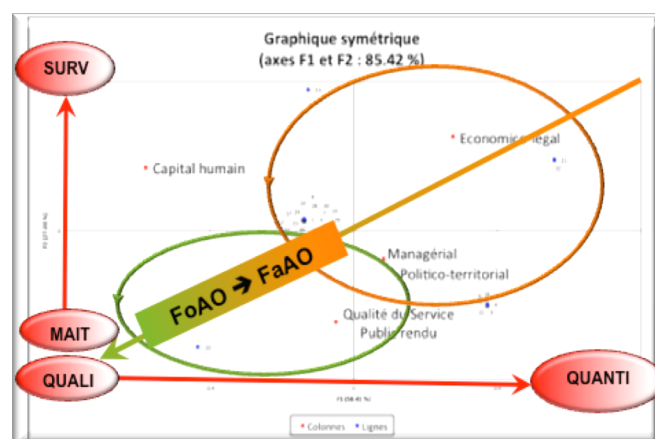 Graphique symétrique
(axes F1 et F2 : 85.42 %)
SURV
Economico-légal
Capital humain
FoAO → FaAO
Managérial
Politico-territorial
Qualité du Service
Public rendu
MAIT
QUALI
QUANTI
Colonnes
Lignes